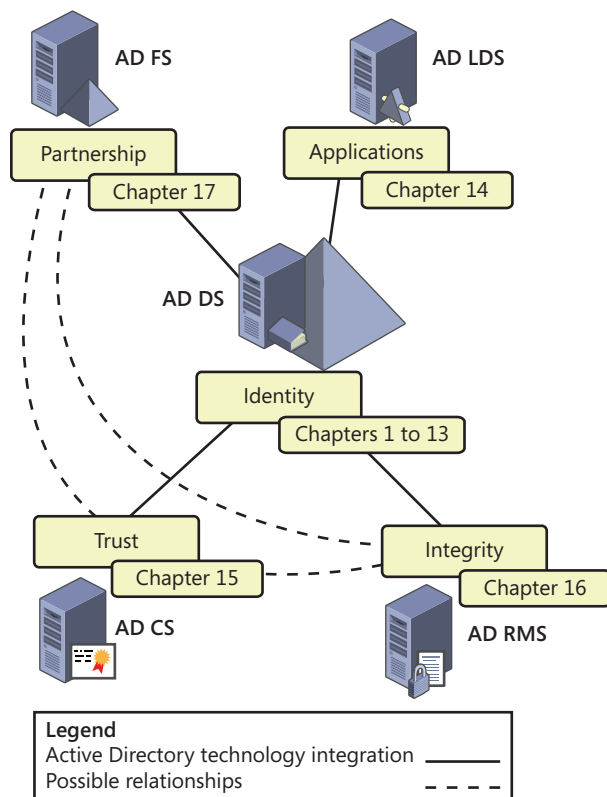 AD FS
AD LDS
Partnership
Chapter 17
Applications
Chapter 14
AD DS
Identity
Chapters 1 to 13
Trust
Chapter 15
Integrity
Chapter 16
AD CS
AD RMS
Legend
Active Directory technology integration
Possible relationships